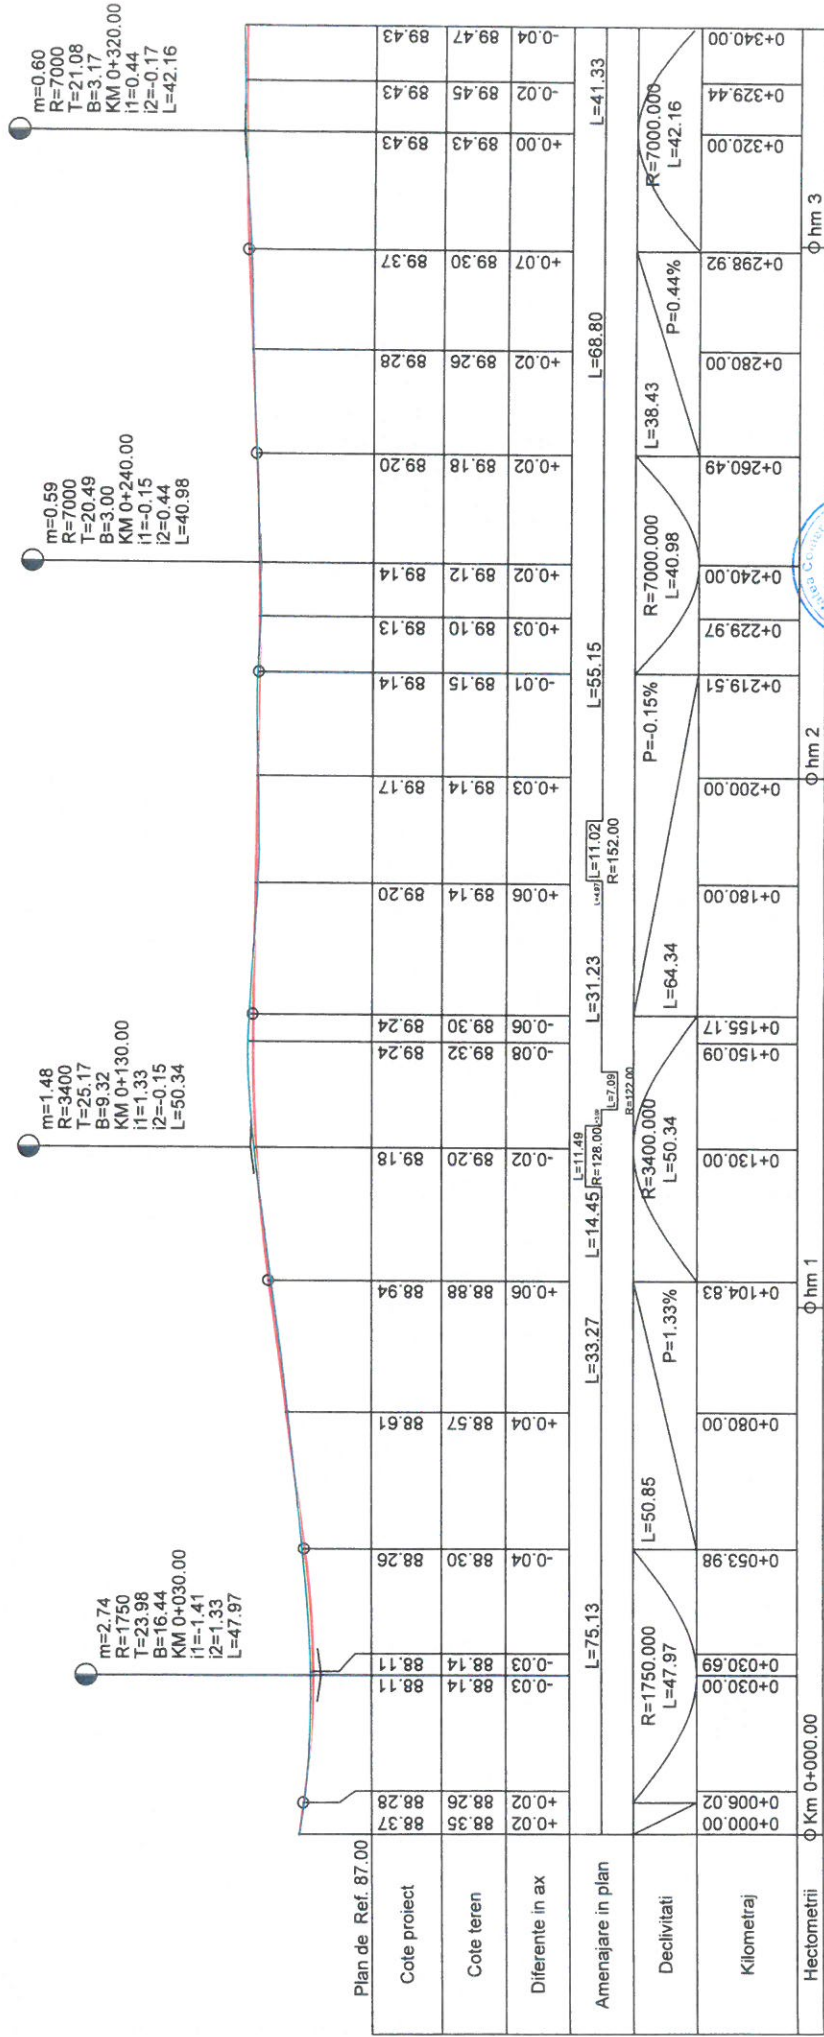 m=2.74
R=1750
T=23.98
B=16.44
KM 0+030.00
i1=-1.41
i2=1.33
L=47.97
m=1.48
R=3400
T=25.17
B=9.32
KM 0+130.00
i1=1.33
i2=-0.15
L=50.34
m=0.59
R=7000
T=20.49
B=3.00
KM 0+240.00
i1=-0.15
i2=0.44
L=40.98
m=0.60
R=7000
T=21.08
B=3.17
KM 0+320.00
i1=0.44
i2=-0.17
L=42.16
Plan de Ref. 87.00
Cote proiect 88.37 88.28 88.11 88.11 88.26 88.61 88.94 89.18 89.24 89.24 89.20 89.17 89.14 89.13 89.14 89.20 89.28 89.37 89.43 89.43 89.43
Cote teren 88.35 88.26 88.14 88.14 88.30 88.57 88.88 89.20 89.32 89.30 89.14 89.14 89.15 89.10 89.12 89.18 89.26 89.30 89.43 89.45 89.47
Diferente in ax +0.02 +0.02 -0.03 -0.03 -0.04 +0.04 +0.06 -0.02 -0.08 -0.06 +0.06 +0.03 -0.01 +0.03 +0.02 +0.02 +0.02 +0.07 +0.00 -0.02 -0.04
Amenajare in plan L=75.13 L=33.27 L=14.45 L=11.49 R=128.00 L=7.09 R=122.00 L=31.23 L=4.97 L=11.02 R=152.00 L=55.15 L=68.80 L=41.33
Declivitati R=1750.000 L=47.97 L=50.85 P=1.33% R=3400.000 L=50.34 L=64.34 P=-0.15% R=7000.000 L=40.98 L=38.43 P=0.44% R=7000.000 L=42.16
Kilometraj 0+000.00 0+006.02 0+030.00 0+030.69 0+053.98 0+080.00 0+104.83 0+130.00 0+150.09 0+155.17 0+180.00 0+200.00 0+219.51 0+229.97 0+240.00 0+260.49 0+280.00 0+298.92 0+320.00 0+329.44 0+340.00
Hectometrii Km 0+000.00 hm 1 hm 2 hm 3